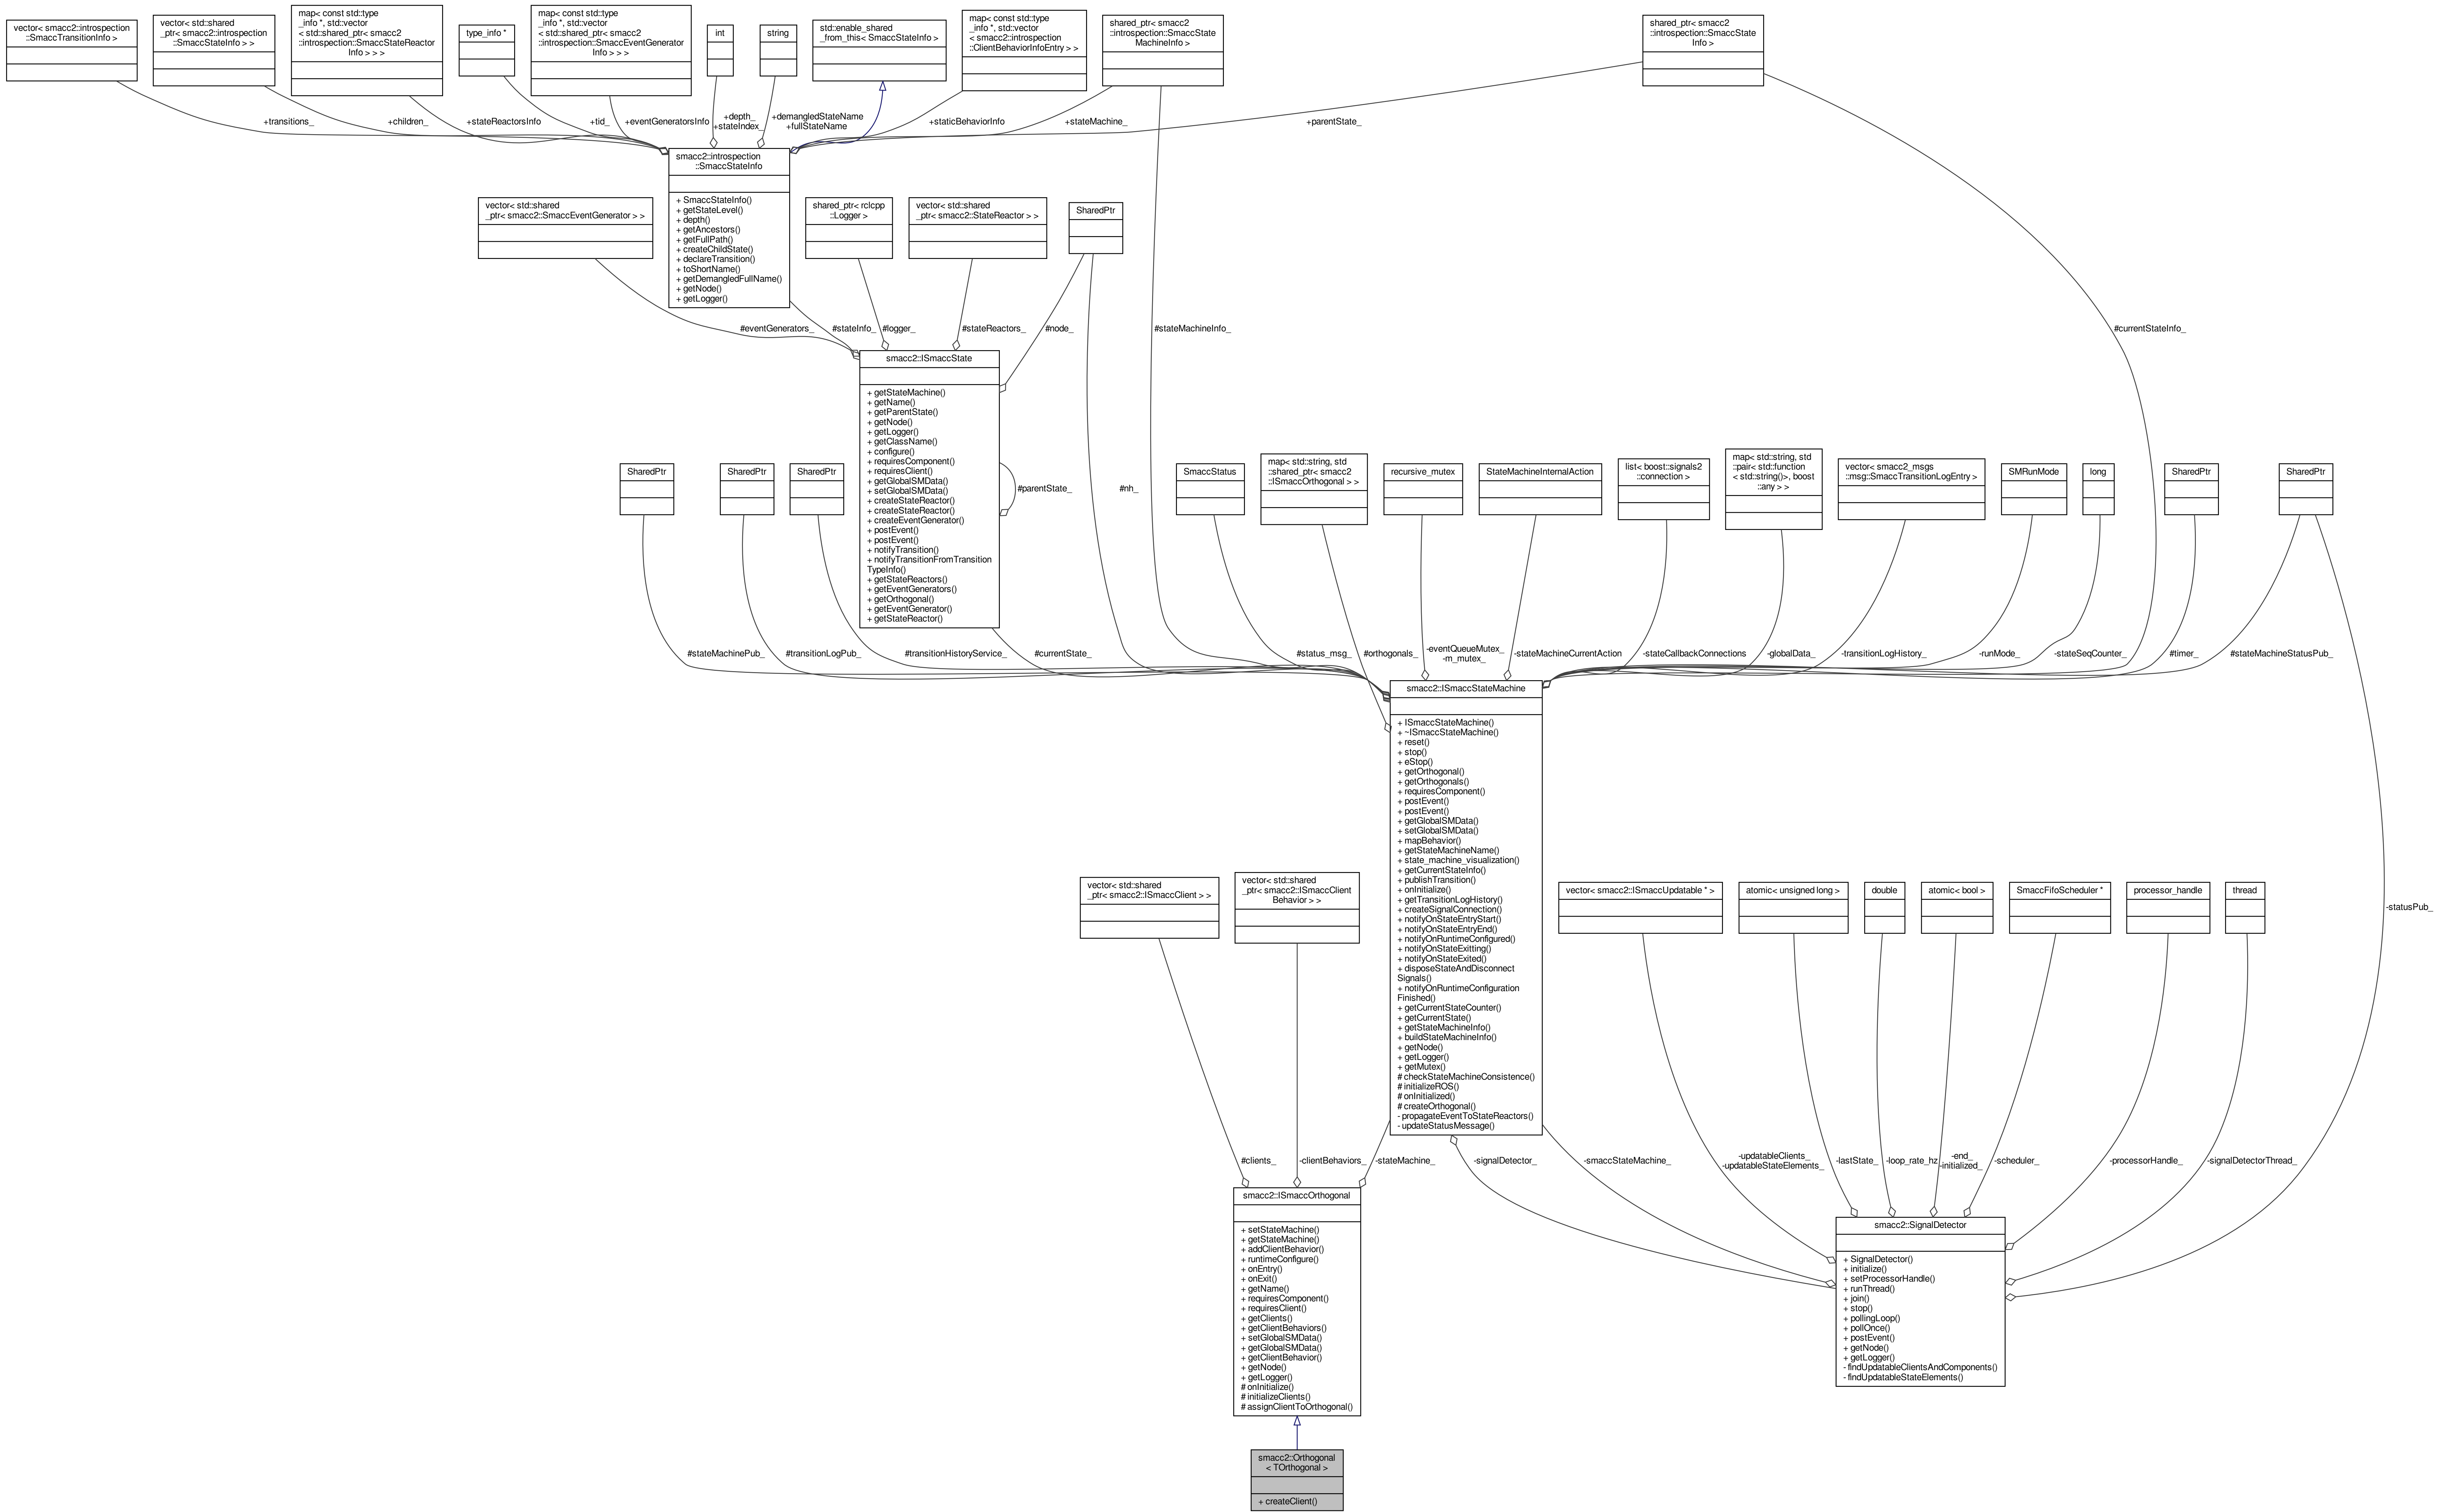 vector< smacc2::introspection
::SmaccTransitionInfo >
vector< std::shared
_ptr< smacc2::introspection
::SmaccStateInfo > >
map< const std::type
_info *, std::vector
< std::shared_ptr< smacc2
::introspection::SmaccStateReactor
Info > > >
type_info *
map< const std::type
_info *, std::vector
< std::shared_ptr< smacc2
::introspection::SmaccEventGenerator
Info > > >
int
string
std::enable_shared
_from_this< SmaccStateInfo >
map< const std::type
_info *, std::vector
< smacc2::introspection
::ClientBehaviorInfoEntry > >
shared_ptr< smacc2
::introspection::SmaccState
MachineInfo >
shared_ptr< smacc2
::introspection::SmaccState
Info >
+transitions_
+children_
+stateReactorsInfo
+tid_
+eventGeneratorsInfo
+depth_
+stateIndex_
+demangledStateName
+fullStateName
+staticBehaviorInfo
+stateMachine_
+parentState_
smacc2::introspection
::SmaccStateInfo
+ SmaccStateInfo()
+ getStateLevel()
+ depth()
+ getAncestors()
+ getFullPath()
+ createChildState()
+ declareTransition()
+ toShortName()
+ getDemangledFullName()
+ getNode()
+ getLogger()
vector< std::shared
_ptr< smacc2::SmaccEventGenerator > >
shared_ptr< rclcpp
::Logger >
vector< std::shared
_ptr< smacc2::StateReactor > >
SharedPtr
#eventGenerators_
#stateInfo_
#logger_
#stateReactors_
#node_
#stateMachineInfo_
#currentStateInfo_
smacc2::ISmaccState
+ getStateMachine()
+ getName()
+ getParentState()
+ getNode()
+ getLogger()
+ getClassName()
+ configure()
+ requiresComponent()
+ requiresClient()
+ getGlobalSMData()
+ setGlobalSMData()
+ createStateReactor()
+ createStateReactor()
+ createEventGenerator()
+ postEvent()
+ postEvent()
+ notifyTransition()
+ notifyTransitionFromTransition
TypeInfo()
+ getStateReactors()
+ getEventGenerators()
+ getOrthogonal()
+ getEventGenerator()
+ getStateReactor()
#parentState_
#nh_
SharedPtr
SharedPtr
SharedPtr
SmaccStatus
map< std::string, std
::shared_ptr< smacc2
::ISmaccOrthogonal > >
recursive_mutex
StateMachineInternalAction
list< boost::signals2
::connection >
map< std::string, std
::pair< std::function
< std::string()>, boost
::any > >
vector< smacc2_msgs
::msg::SmaccTransitionLogEntry >
SMRunMode
long
SharedPtr
SharedPtr
#stateMachinePub_
#transitionLogPub_
#transitionHistoryService_
#currentState_
#status_msg_
#orthogonals_
-eventQueueMutex_
-m_mutex_
-stateMachineCurrentAction
-stateCallbackConnections
-globalData_
-transitionLogHistory_
-runMode_
-stateSeqCounter_
#timer_
#stateMachineStatusPub_
smacc2::ISmaccStateMachine
+ ISmaccStateMachine()
+ ~ISmaccStateMachine()
+ reset()
+ stop()
+ eStop()
+ getOrthogonal()
+ getOrthogonals()
+ requiresComponent()
+ postEvent()
+ postEvent()
+ getGlobalSMData()
+ setGlobalSMData()
+ mapBehavior()
+ getStateMachineName()
+ state_machine_visualization()
+ getCurrentStateInfo()
+ publishTransition()
+ onInitialize()
+ getTransitionLogHistory()
+ createSignalConnection()
+ notifyOnStateEntryStart()
+ notifyOnStateEntryEnd()
+ notifyOnRuntimeConfigured()
+ notifyOnStateExitting()
+ notifyOnStateExited()
+ disposeStateAndDisconnect
Signals()
+ notifyOnRuntimeConfiguration
Finished()
+ getCurrentStateCounter()
+ getCurrentState()
+ getStateMachineInfo()
+ buildStateMachineInfo()
+ getNode()
+ getLogger()
+ getMutex()
# checkStateMachineConsistence()
# initializeROS()
# onInitialized()
# createOrthogonal()
- propagateEventToStateReactors()
- updateStatusMessage()
vector< std::shared
_ptr< smacc2::ISmaccClient > >
vector< std::shared
_ptr< smacc2::ISmaccClient
Behavior > >
vector< smacc2::ISmaccUpdatable * >
atomic< unsigned long >
double
atomic< bool >
SmaccFifoScheduler *
processor_handle
thread
-statusPub_
#clients_
-clientBehaviors_
-stateMachine_
-signalDetector_
-smaccStateMachine_
-updatableClients_
-updatableStateElements_
-lastState_
-loop_rate_hz
-end_
-initialized_
-scheduler_
-processorHandle_
-signalDetectorThread_
smacc2::ISmaccOrthogonal
+ setStateMachine()
+ getStateMachine()
+ addClientBehavior()
+ runtimeConfigure()
+ onEntry()
+ onExit()
+ getName()
+ requiresComponent()
+ requiresClient()
+ getClients()
+ getClientBehaviors()
+ setGlobalSMData()
+ getGlobalSMData()
+ getClientBehavior()
+ getNode()
+ getLogger()
# onInitialize()
# initializeClients()
# assignClientToOrthogonal()
smacc2::SignalDetector
+ SignalDetector()
+ initialize()
+ setProcessorHandle()
+ runThread()
+ join()
+ stop()
+ pollingLoop()
+ pollOnce()
+ postEvent()
+ getNode()
+ getLogger()
- findUpdatableClientsAndComponents()
- findUpdatableStateElements()
smacc2::Orthogonal
< TOrthogonal >
+ createClient()